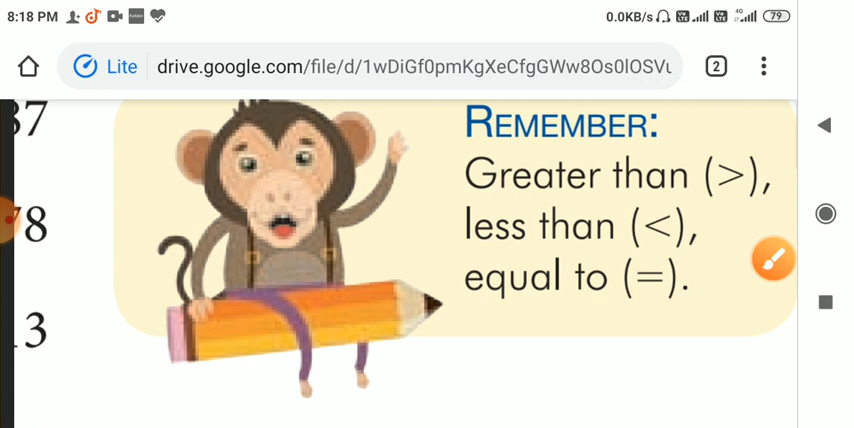 8:18 PM
0.0KB/s
4G
79
Lite
drive.google.com/file/d/1wDiGf0pmKgXeCfgGWw8Os0lOSVu
2
37
78
13
REMEMBER:
Greater than (>),
less than (<),
equal to (=).